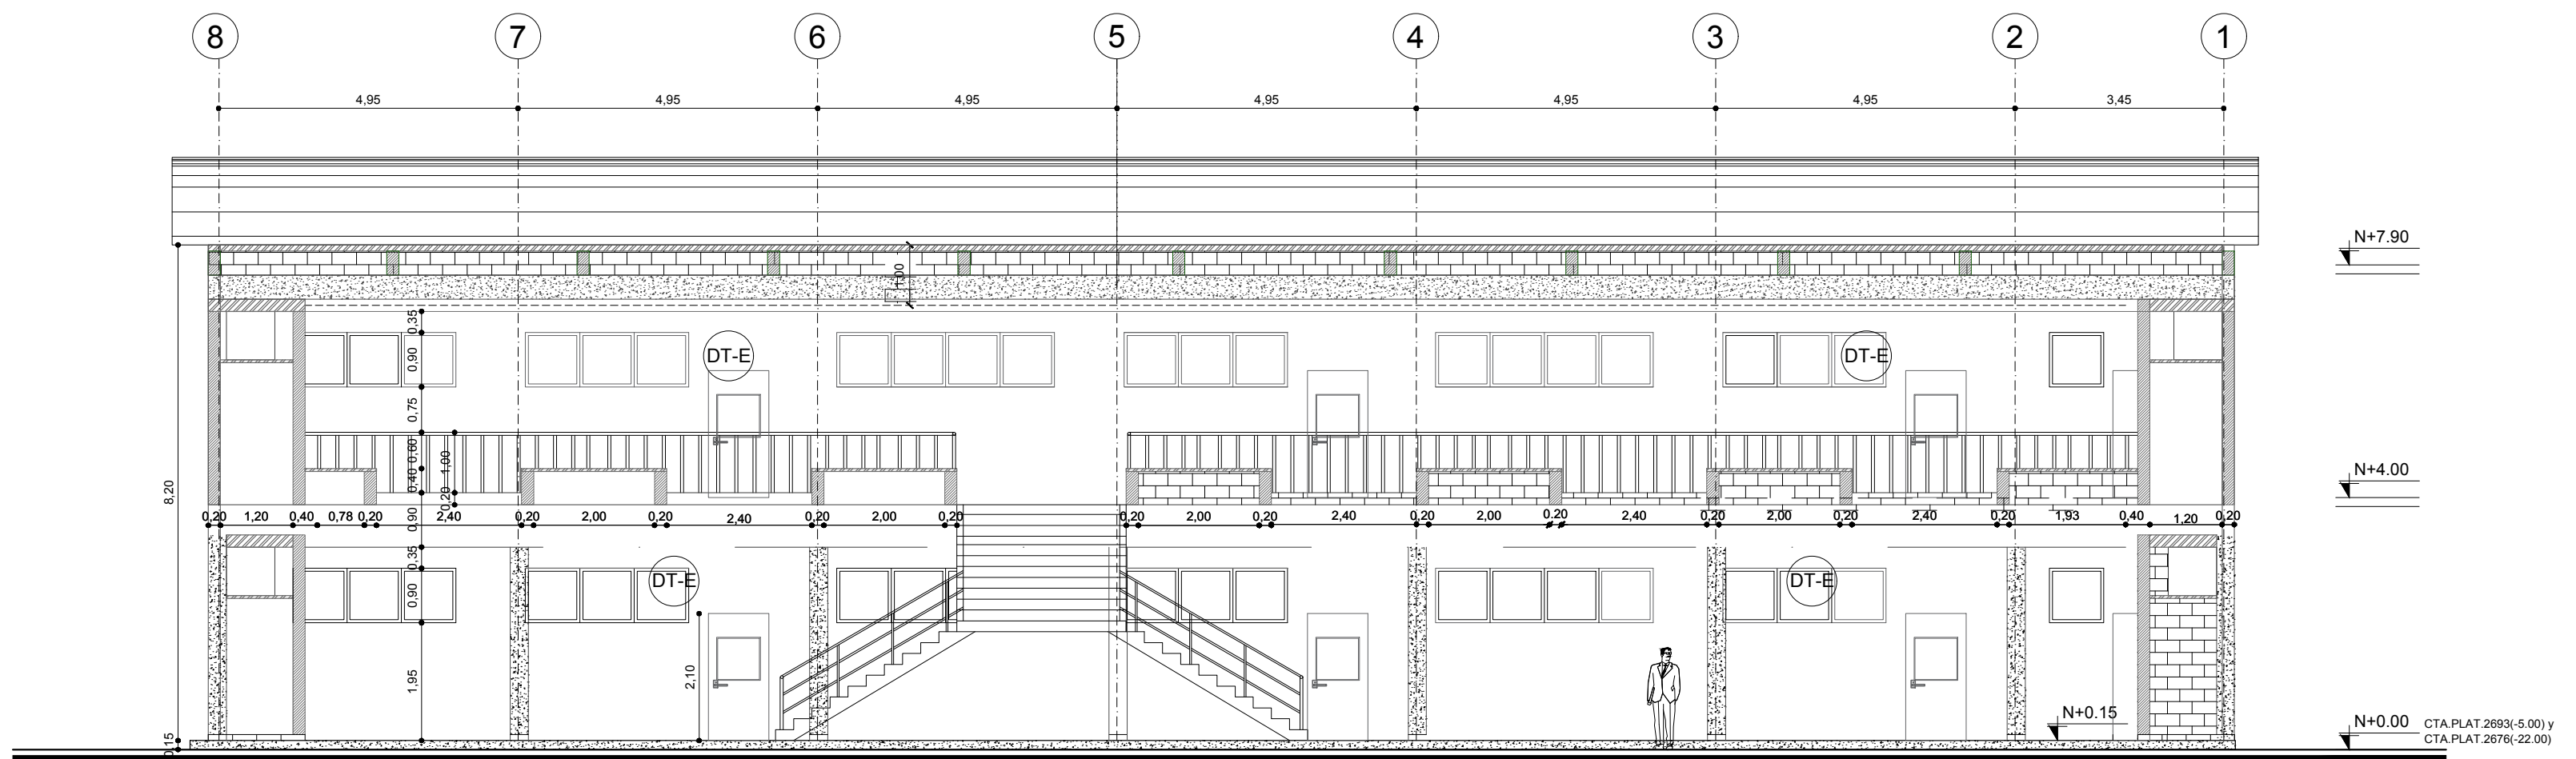 8 7 6 5 4 3 2 1
4,95 4,95 4,95 4,95 4,95 4,95 3,45
N+7.90
1,00
0,35
DT-E DT-E
0,90
0,75
0,60
1,00
0,40
N+4.00
8,20
0,20
0,20 1,20 0,40 0,78 0,20 2,40 0,20 2,00 0,20 2,40 0,20 2,00 0,20 0,20 2,00 0,20 2,40 0,20 2,00 0.20 2,40 0,20 2,00 0,20 2,40 0,20 1,93 0,40 1,20 0,20
0,90
0,35
DT-E DT-E
0,90
1,95
2,10
N+0.15
N+0.00
CTA.PLAT.2693(-5.00) y
CTA.PLAT.2676(-22.00)
0,15